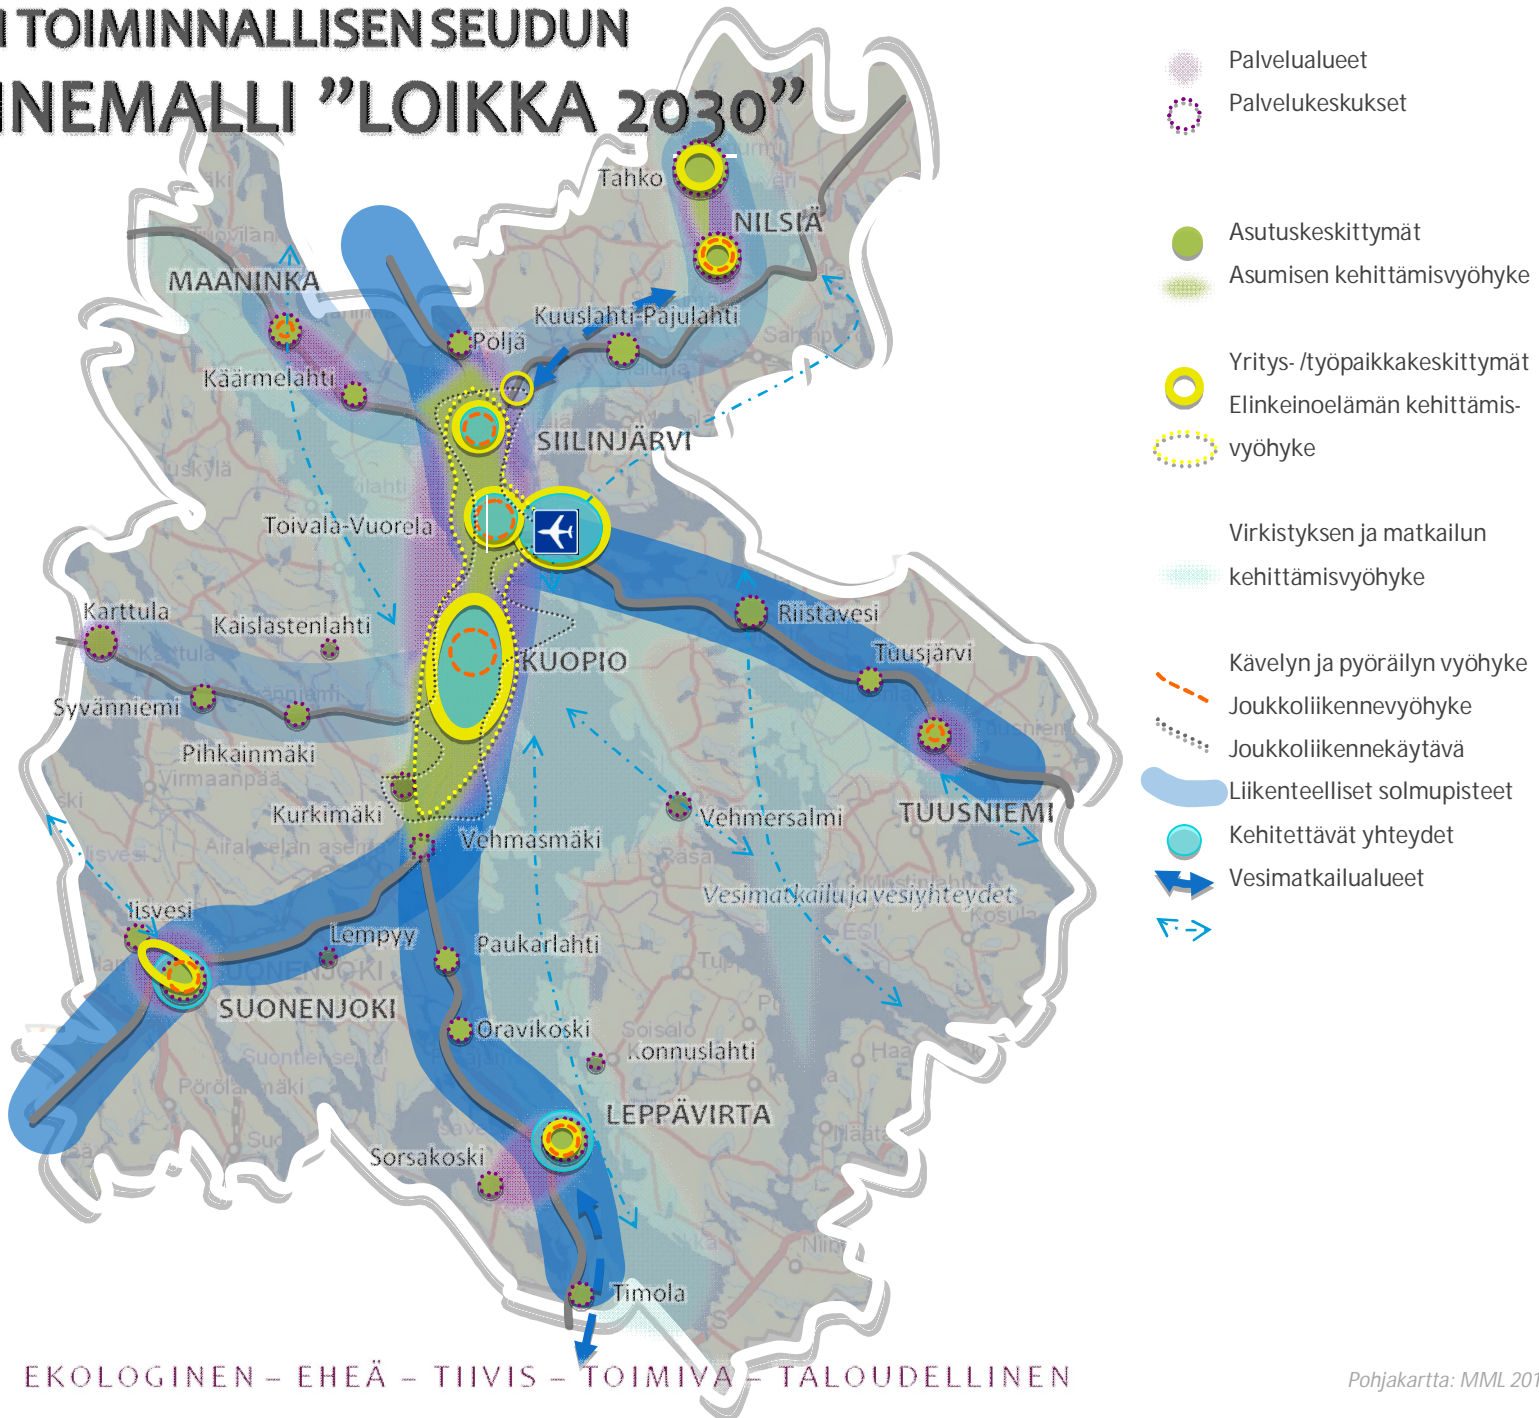 I TOIMINNALLISEN SEUDUN
NEMALLI ”LOIKKA 2030”
Tahko
NILSIÄ
MAANINKA
Kuuslahti-Pajulahti
Pöljä
Käärmelahti
SIILINJÄRVI
Toivala-Vuorela
Karttula
Kaislastenlahti
Riistavesi
KUOPIO
Tuusjärvi
Syvänniemi
Pihkainmäki
Kurkimäki
Vehmersalmi
TUUSNIEMI
Vehmasmäki
Vesimatkailu ja vesiyhteydet
Iisvesi
Lempyy
Paukarlahti
SUONENJOKI
Oravikoski
Konnuslahti
LEPPÄVIRTA
Sorsakoski
Timola
EKOLOGINEN – EHEÄ – TIIVIS – TOIMIVA – TALOUDELLINEN
Palvelualueet
Palvelukeskukset
Asutuskeskittymät
Asumisen kehittämisvyöhyke
Yritys- /työpaikkakeskittymät
Elinkeinoelämän kehittämis-
vyöhyke
Virkistyksen ja matkailun
kehittämisvyöhyke
Kävelyn ja pyöräilyn vyöhyke
Joukkoliikennevyöhyke
Joukkoliikennekäytävä
Liikenteelliset solmupisteet
Kehitettävät yhteydet
Vesimatkailualueet
Pohjakartta: MML 201